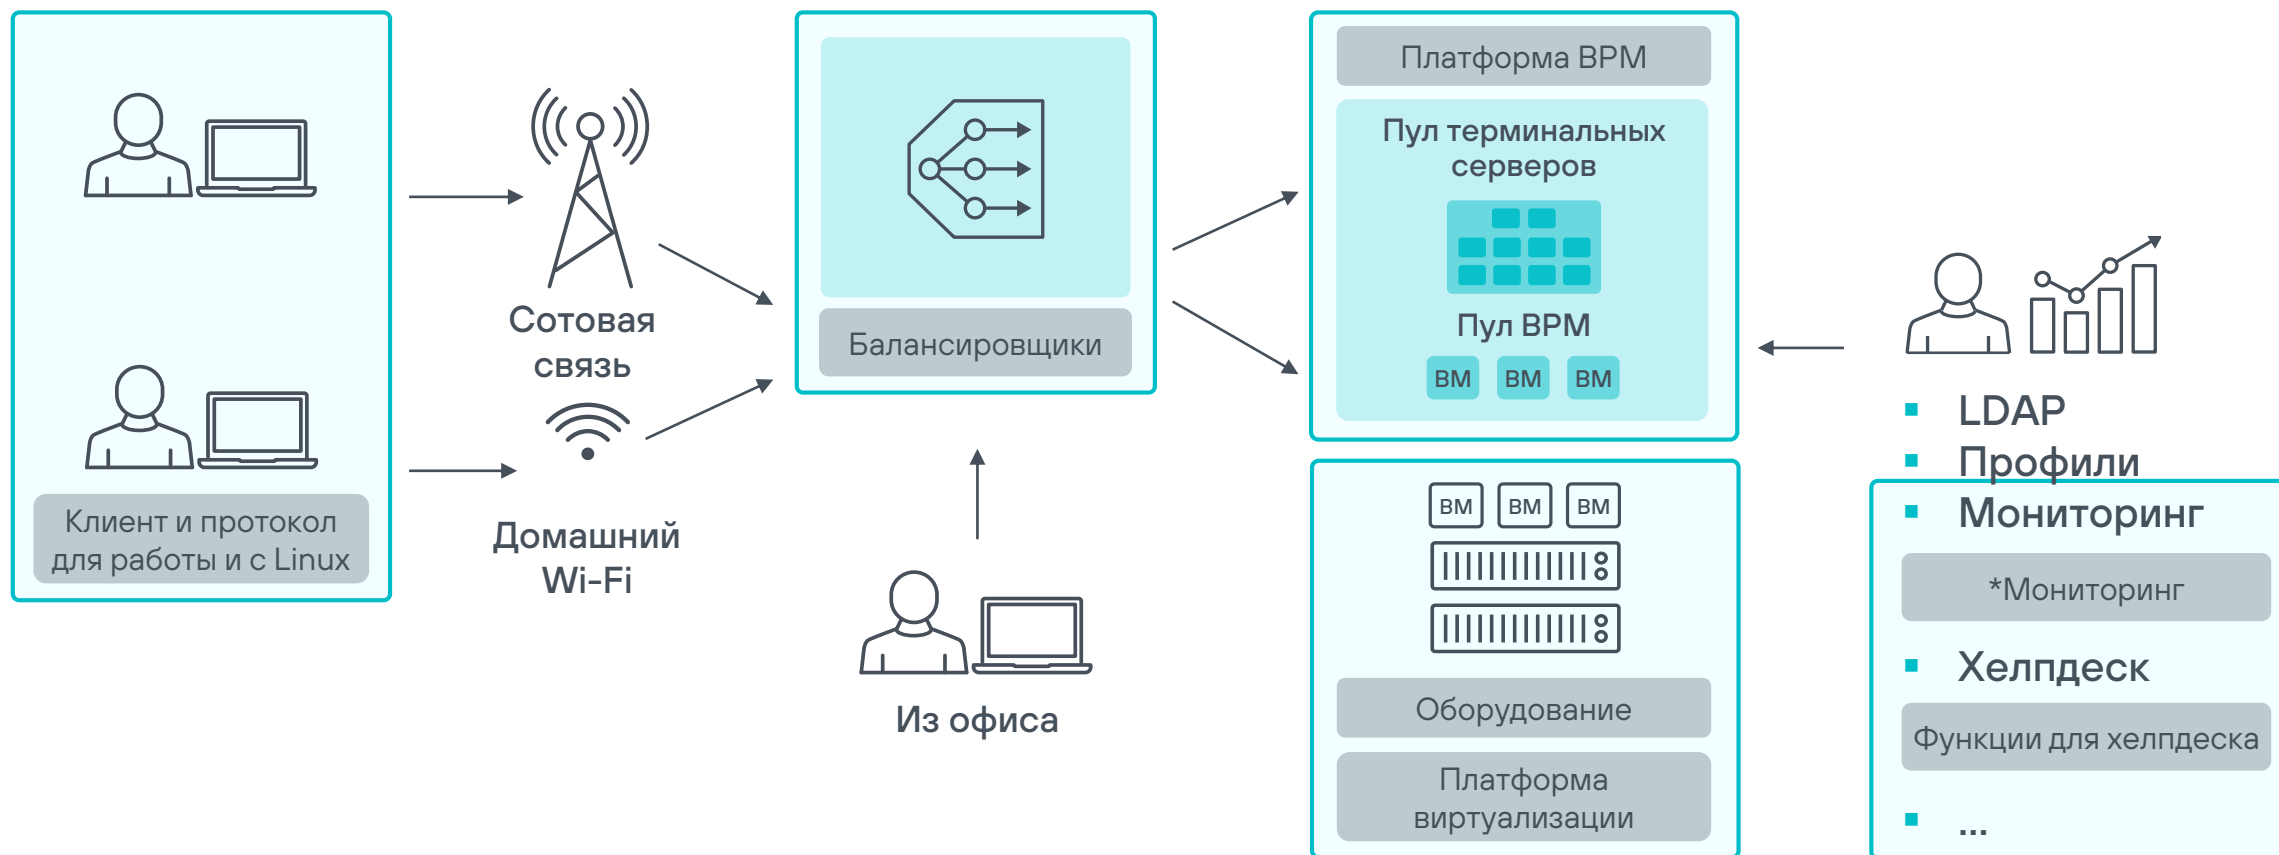 Клиент и протокол
для работы и с Linux
Сотовая
связь
Домашний
Wi-Fi
Балансировщики
Из офиса
Платформа ВРМ
Пул терминальных
серверов
Пул ВРМ
ВМ ВМ ВМ
ВМ ВМ ВМ
Оборудование
Платформа
виртуализации
LDAP
Профили
Мониторинг
*Мониторинг
Хелпдеск
Функции для хелпдеска
...